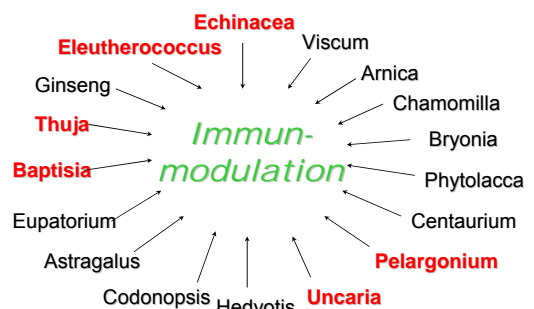 Echinacea
Eleutherococcus
Viscum
Ginseng
Arnica
Chamomilla
Thuja
Immun-
modulation
Bryonia
Baptisia
Phytolacca
Eupatorium
Centaurium
Astragalus
Pelargonium
Codonopsis
Hedyotis
Uncaria